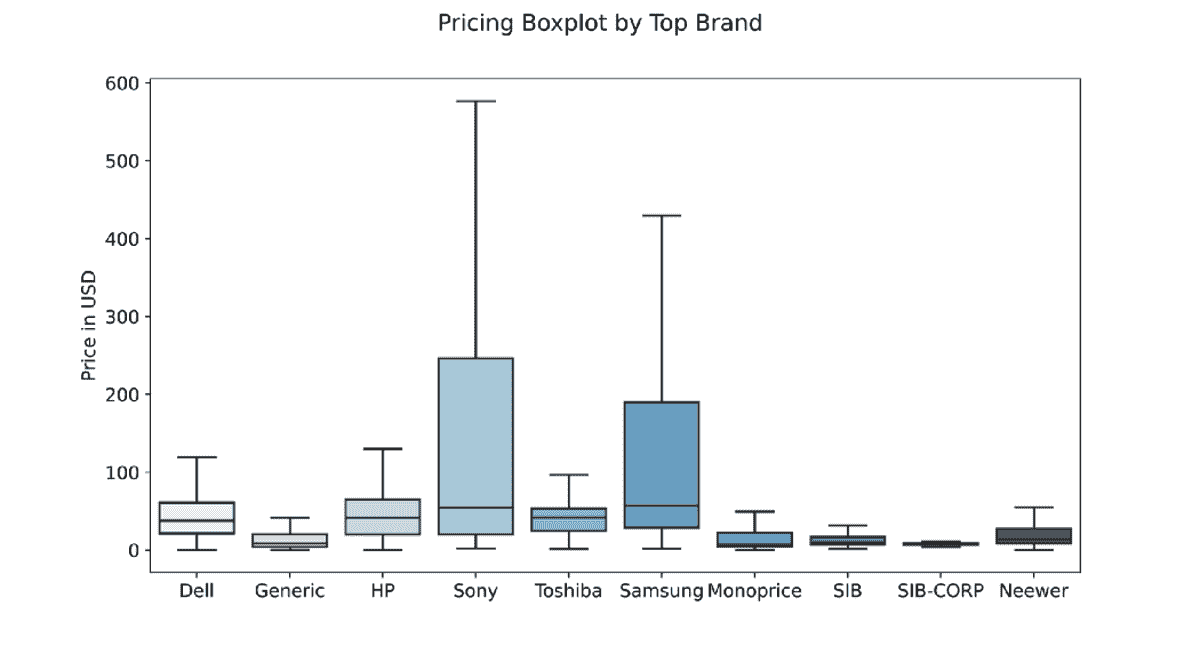 Pricing Boxplot by Top Brand
600
500
400
300
200
100
0
Price in USD
Dell Generic HP Sony Toshiba Samsung Monoprice SIB SIB-CORP Neewer